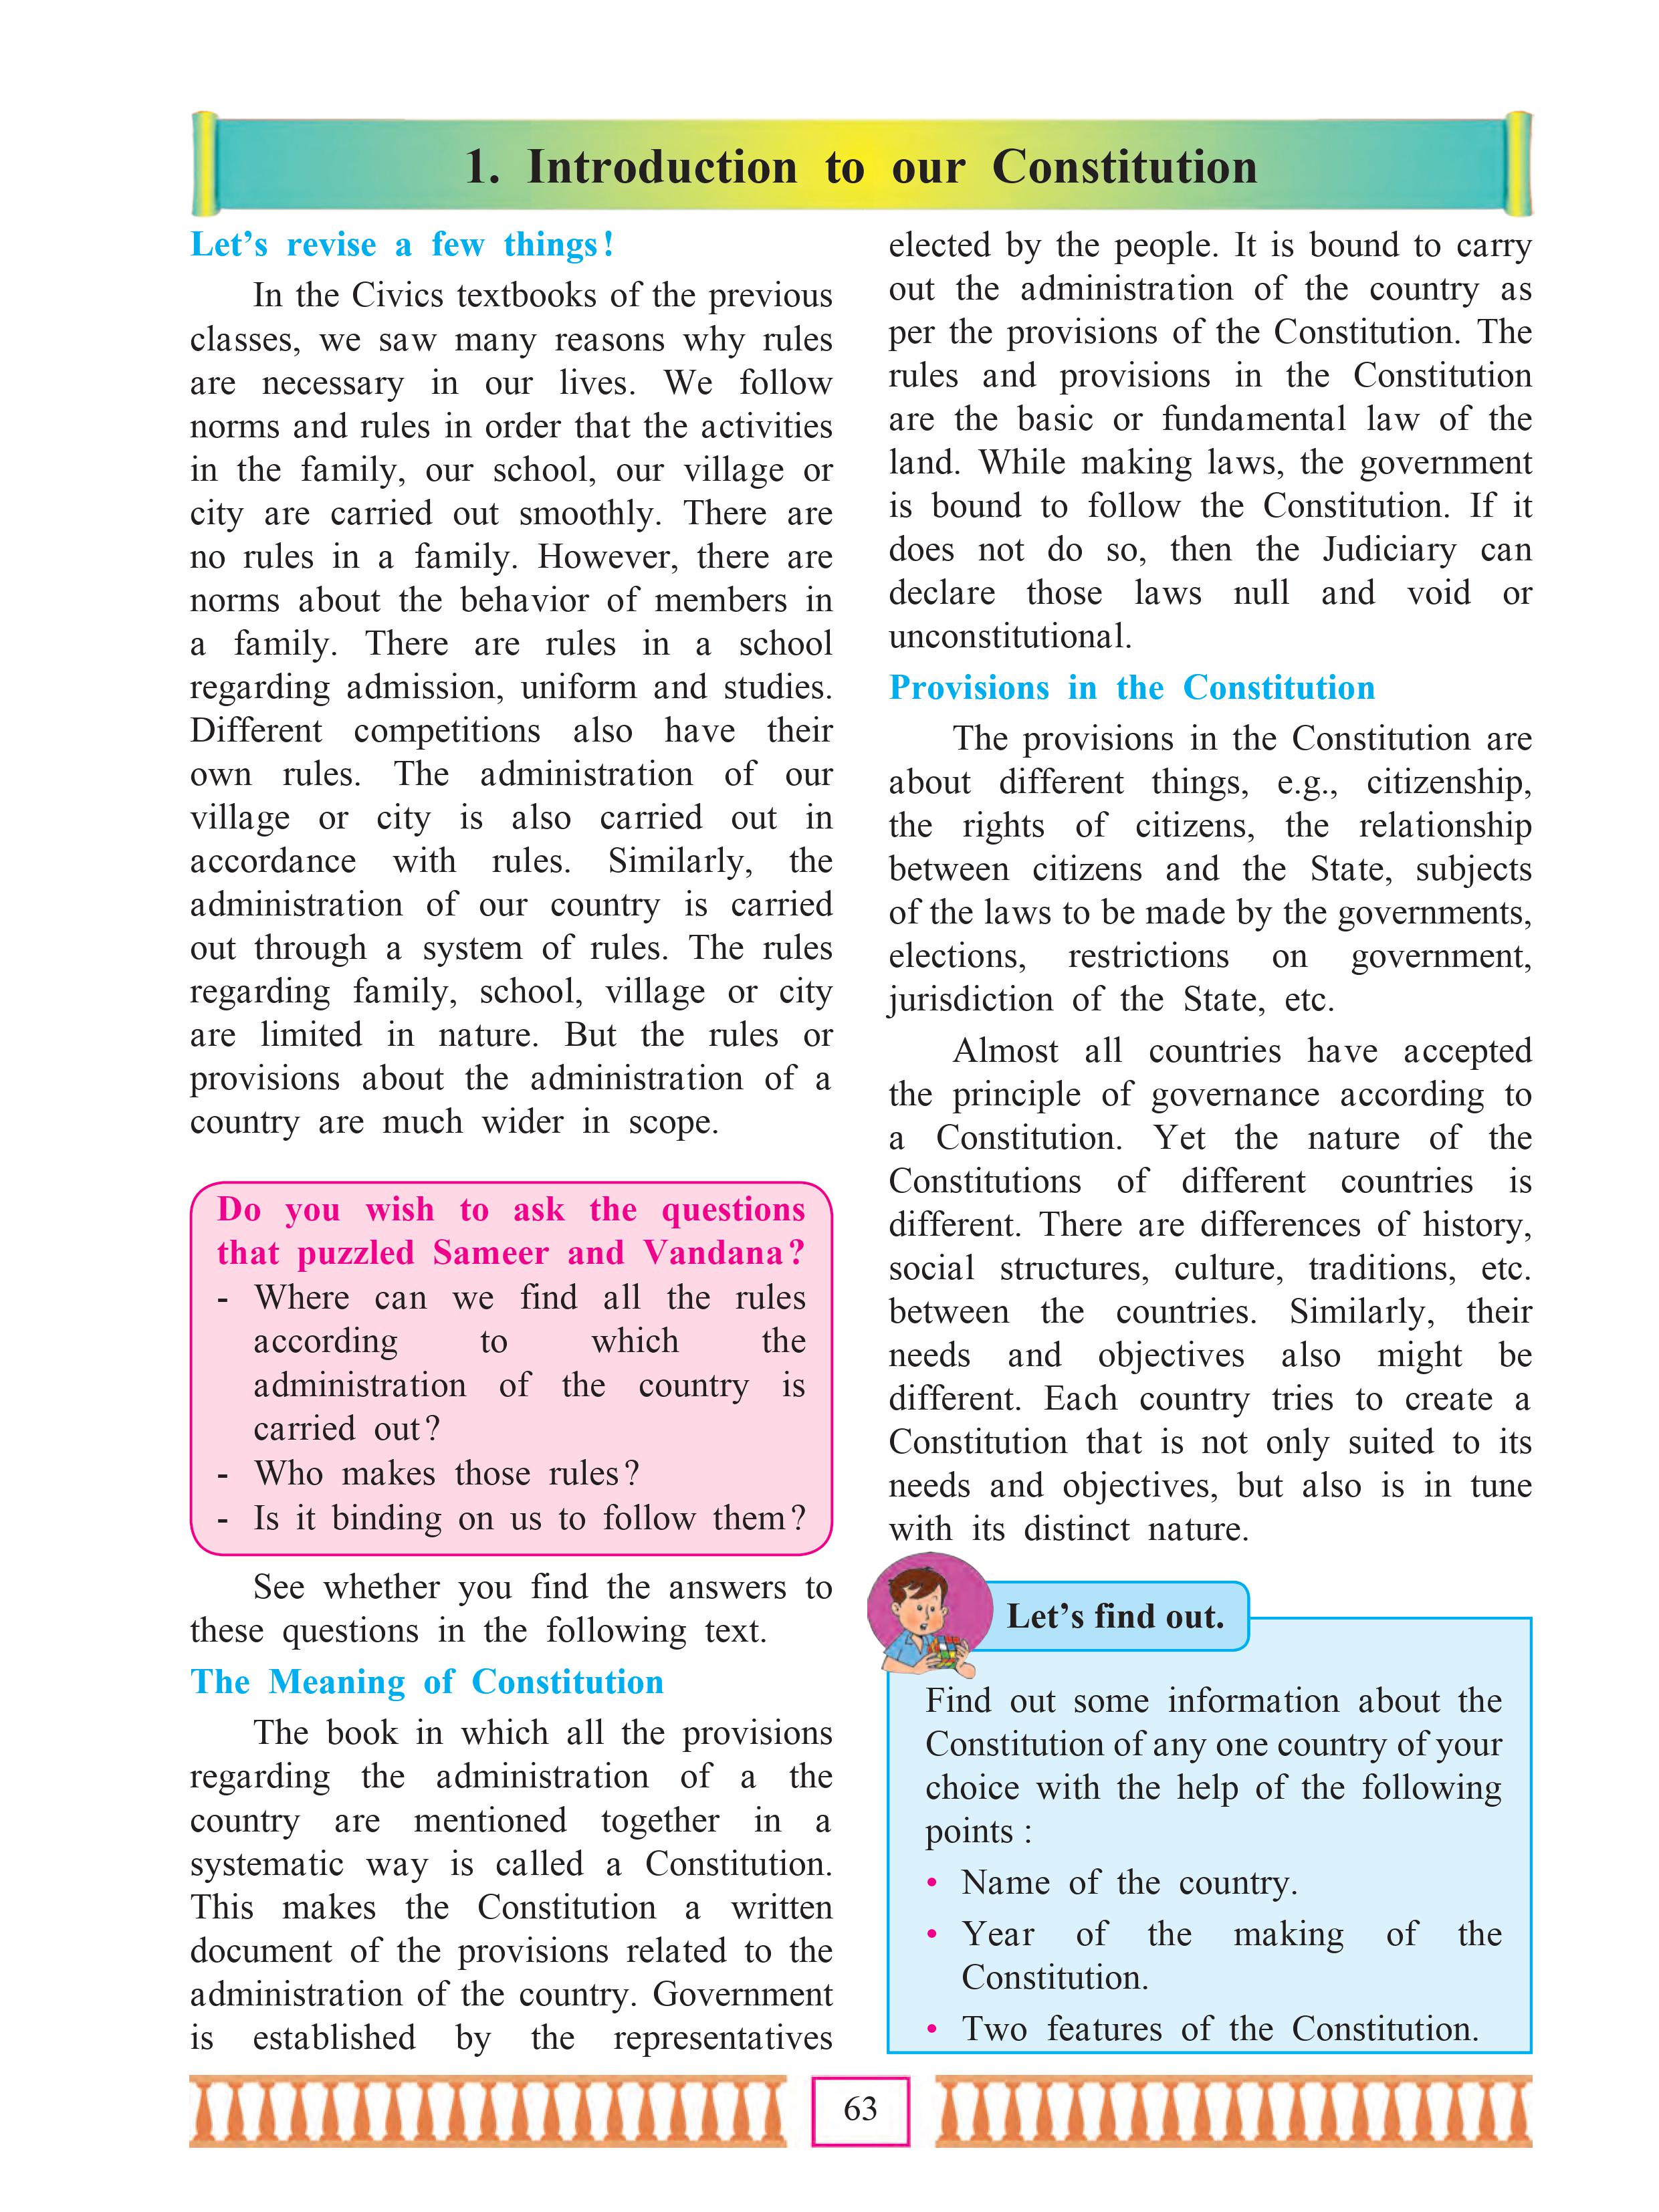 1. Introduction to our Constitution
Let’s revise a few things!
In the Civics textbooks of the previous
classes, we saw many reasons why rules
are necessary in our lives. We follow
norms and rules in order that the activities
in the family, our school, our village or
city are carried out smoothly. There are
no rules in a family. However, there are
norms about the behavior of members in
a family. There are rules in a school
regarding admission, uniform and studies.
Different competitions also have their
own rules. The administration of our
village or city is also carried out in
accordance with rules. Similarly, the
administration of our country is carried
out through a system of rules. The rules
regarding family, school, village or city
are limited in nature. But the rules or
provisions about the administration of a
country are much wider in scope.
Do you wish to ask the questions
that puzzled Sameer and Vandana?
- Where can we find all the rules
according to which the
administration of the country is
carried out?
- Who makes those rules?
- Is it binding on us to follow them?
See whether you find the answers to
these questions in the following text.
The Meaning of Constitution
The book in which all the provisions
regarding the administration of a the
country are mentioned together in a
systematic way is called a Constitution.
This makes the Constitution a written
document of the provisions related to the
administration of the country. Government
is established by the representatives
elected by the people. It is bound to carry
out the administration of the country as
per the provisions of the Constitution. The
rules and provisions in the Constitution
are the basic or fundamental law of the
land. While making laws, the government
is bound to follow the Constitution. If it
does not do so, then the Judiciary can
declare those laws null and void or
unconstitutional.
Provisions in the Constitution
The provisions in the Constitution are
about different things, e.g., citizenship,
the rights of citizens, the relationship
between citizens and the State, subjects
of the laws to be made by the governments,
elections, restrictions on government,
jurisdiction of the State, etc.
Almost all countries have accepted
the principle of governance according to
a Constitution. Yet the nature of the
Constitutions of different countries is
different. There are differences of history,
social structures, culture, traditions, etc.
between the countries. Similarly, their
needs and objectives also might be
different. Each country tries to create a
Constitution that is not only suited to its
needs and objectives, but also is in tune
with its distinct nature.
Let’s find out.
Find out some information about the
Constitution of any one country of your
choice with the help of the following
points :
• Name of the country.
• Year of the making of the
Constitution.
• Two features of the Constitution.
63